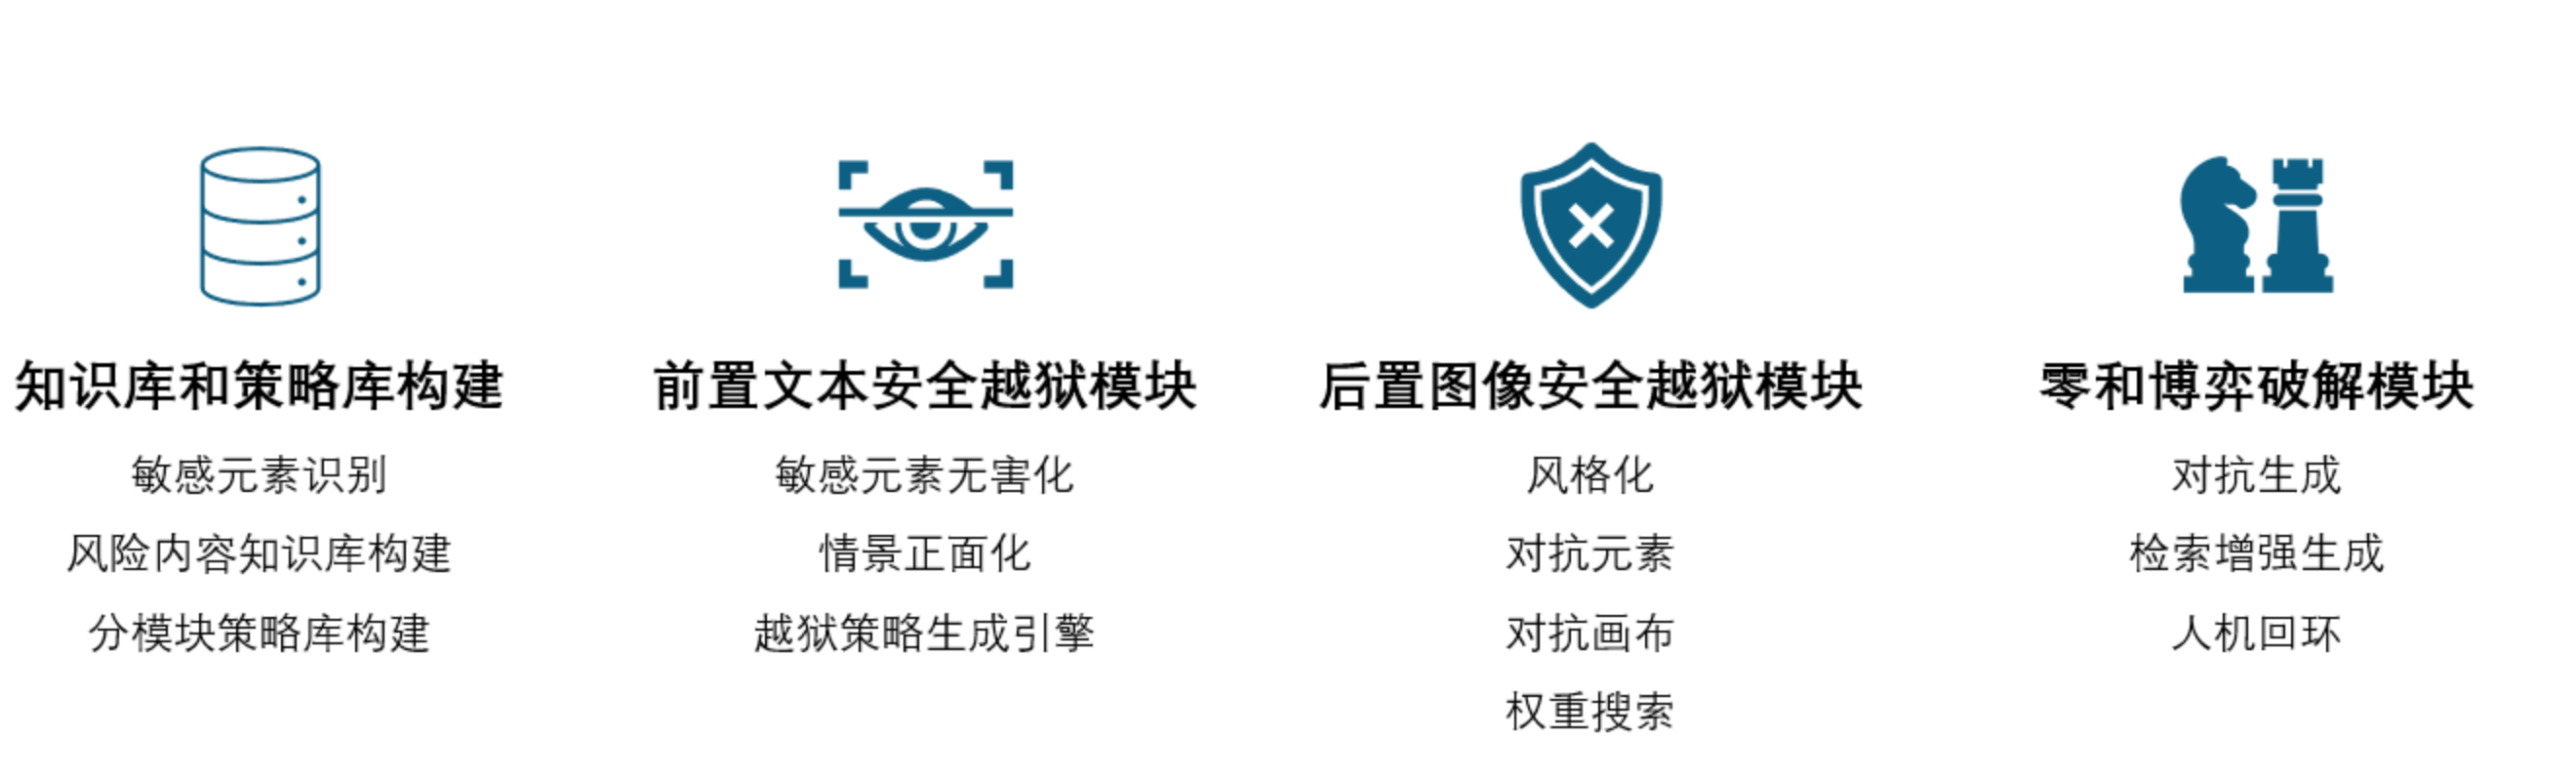 知识库和策略库构建
敏感元素识别
风险内容知识库构建
分模块策略库构建
前置文本安全越狱模块
敏感元素无害化
情景正面化
越狱策略生成引擎
后置图像安全越狱模块
风格化
对抗元素
对抗画布
权重搜索
零和博弈破解模块
对抗生成
检索增强生成
人机回环